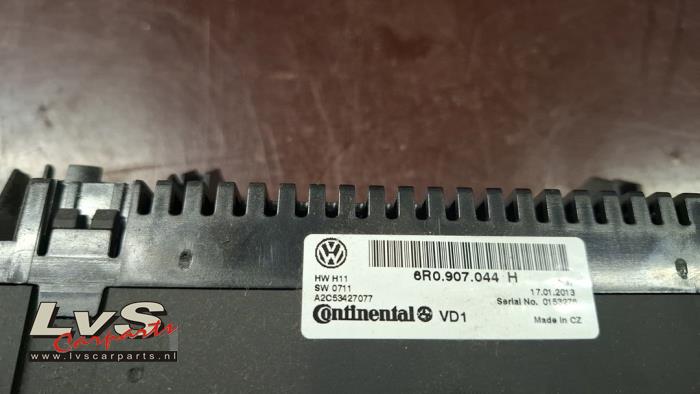 6R0.907.044 H
HW H11
SW 0711
A2C53427077
17.01.2013
Serial No. 0153276
Continental VD1
Made in CZ
LvS
Carparts
www.lvscarparts.nl